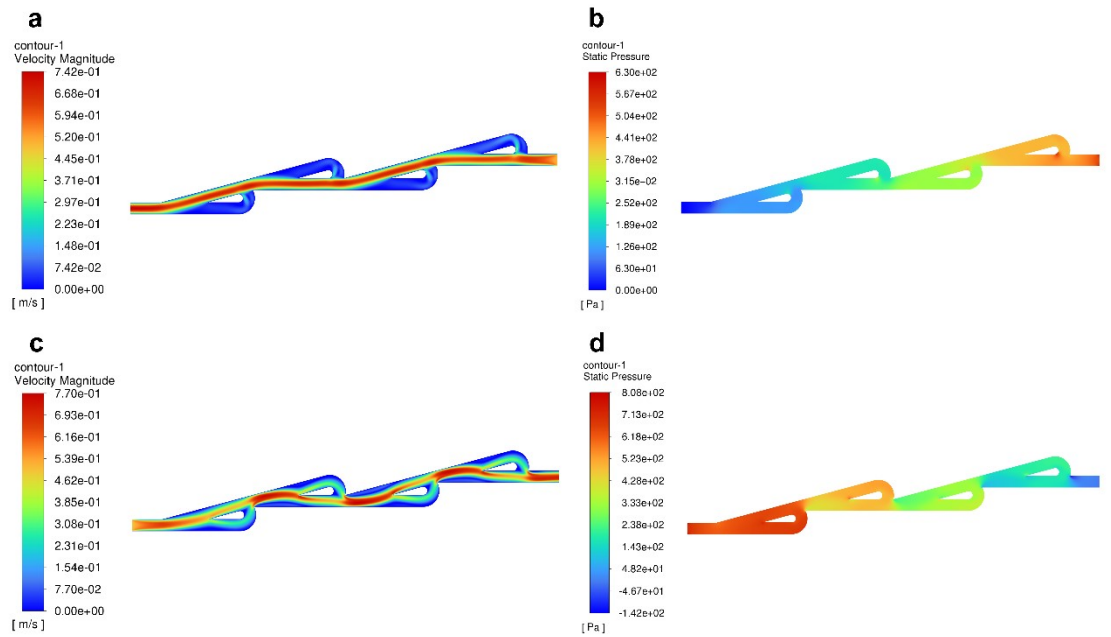 a
contour-1
Velocity Magnitude
7.42e-01
6.68e-01
5.94e-01
5.20e-01
4.45e-01
3.71e-01
2.97e-01
2.23e-01
1.48e-01
7.42e-02
0.00e+00
[ m/s ]
b
contour-1
Static Pressure
6.30e+02
5.67e+02
5.04e+02
4.41e+02
3.78e+02
3.15e+02
2.52e+02
1.89e+02
1.26e+02
6.30e+01
0.00e+00
[ Pa ]
c
contour-1
Velocity Magnitude
7.70e-01
6.93e-01
6.16e-01
5.39e-01
4.62e-01
3.85e-01
3.08e-01
2.31e-01
1.54e-01
7.70e-02
0.00e+00
[ m/s ]
d
contour-1
Static Pressure
8.08e+02
7.13e+02
6.18e+02
5.23e+02
4.28e+02
3.33e+02
2.38e+02
1.43e+02
4.82e+01
-4.67e+01
-1.42e+02
[ Pa ]